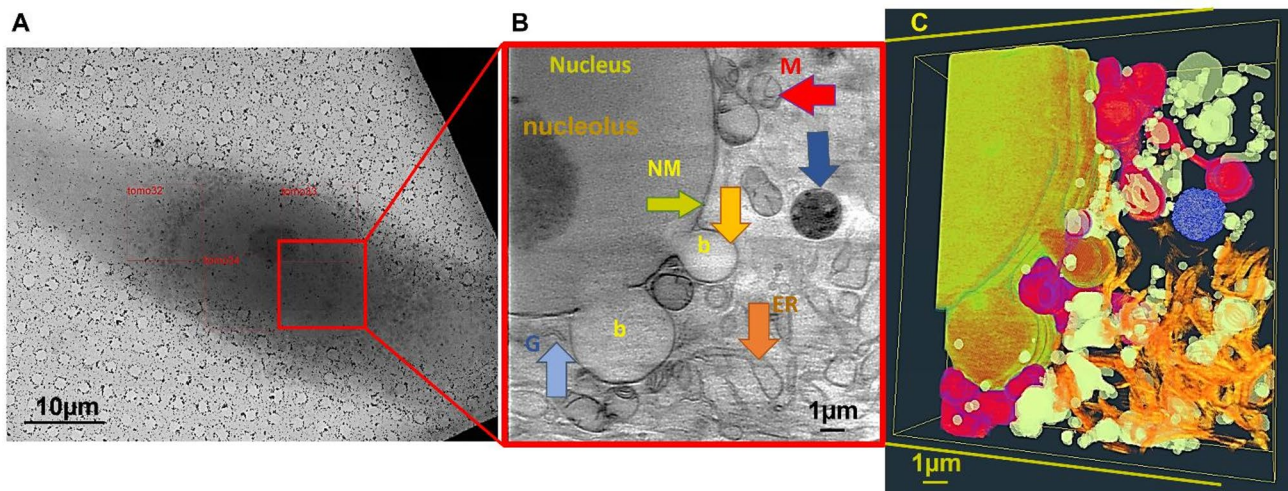 A
tomo32
tomo33
tomo34
10µm
B
Nucleus
M
nucleolus
NM
b
b
ER
G
1µm
C
1µm